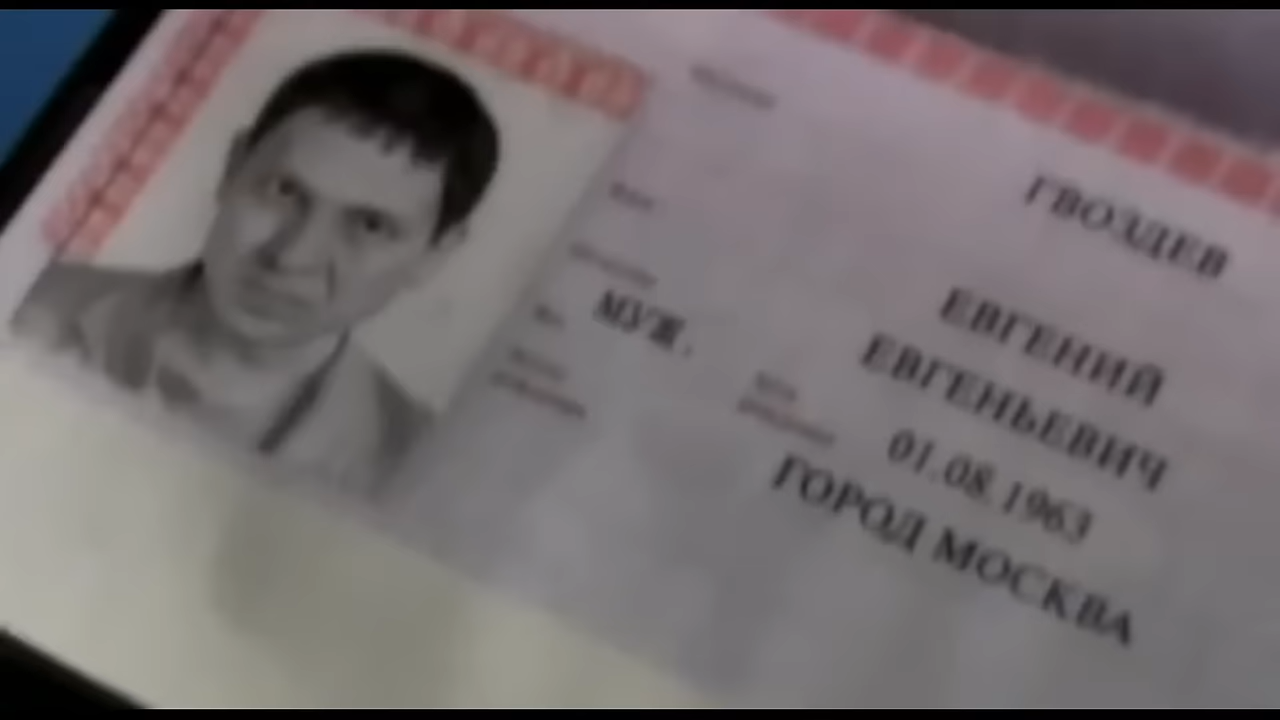 ГВОЗДЕВ
ЕВГЕНИЙ
ЕВГЕНЬЕВИЧ
МУЖ. 01.08.1963
ГОРОД МОСКВА